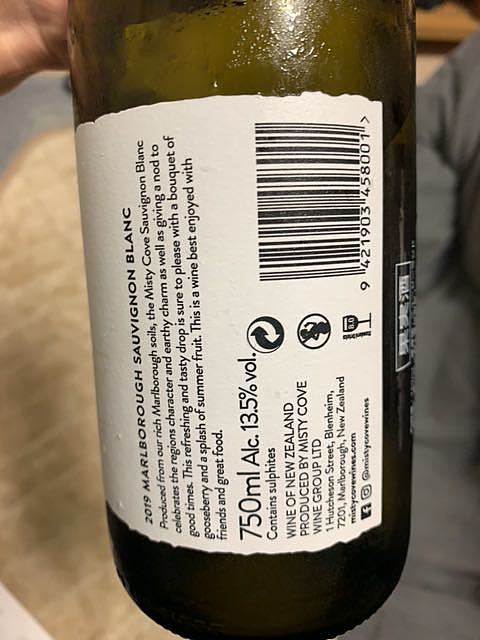 2019 MARLBOROUGH SAUVIGNON BLANC
Produced from our rich Marlborough soils, the Misty Cove Sauvignon Blanc
celebrates the regions character and earthy charm as well as giving a nod to
good times. This refreshing and tasty drop is sure to please with a bouquet of
gooseberry and a splash of summer fruit. This is a wine best enjoyed with
friends and great food.
750ml Alc. 13.5% vol.
Contains sulphites
WINE OF NEW ZEALAND
PRODUCED BY MISTY COVE
WINE GROUP LTD
1 Hutcheson Street, Blenheim,
7201, Marlborough, New Zealand
mistycovewines.com
@mistycovewines
9 421903 458001 >